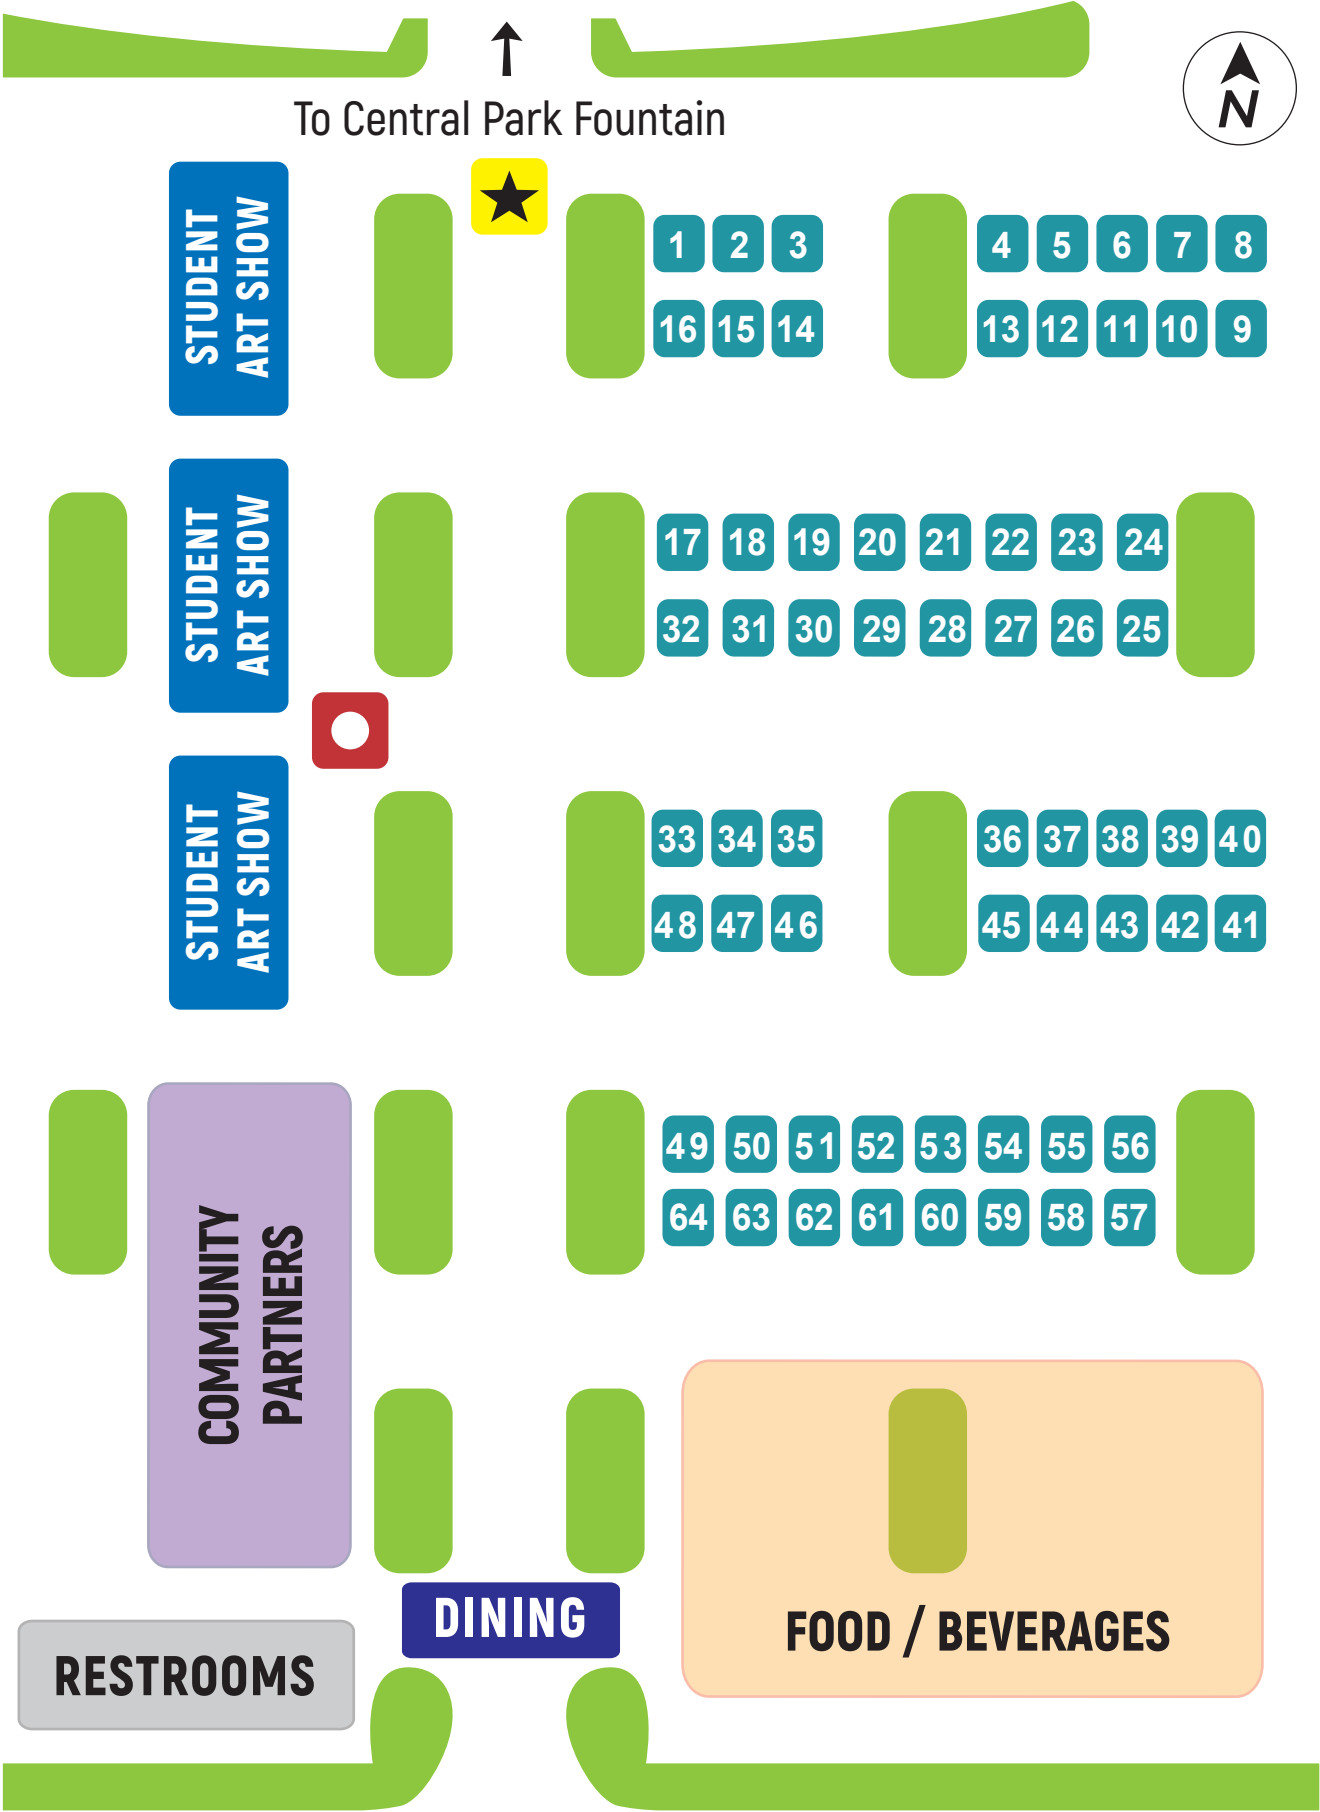 To Central Park Fountain
N
STUDENT
ART SHOW
1 2 3 4 5 6 7 8
16 15 14 13 12 11 10 9
STUDENT
ART SHOW
17 18 19 20 21 22 23 24
32 31 30 29 28 27 26 25
STUDENT
ART SHOW
33 34 35 36 37 38 39 40
48 47 46 45 44 43 42 41
COMMUNITY
PARTNERS
49 50 51 52 53 54 55 56
64 63 62 61 60 59 58 57
DINING
FOOD / BEVERAGES
RESTROOMS